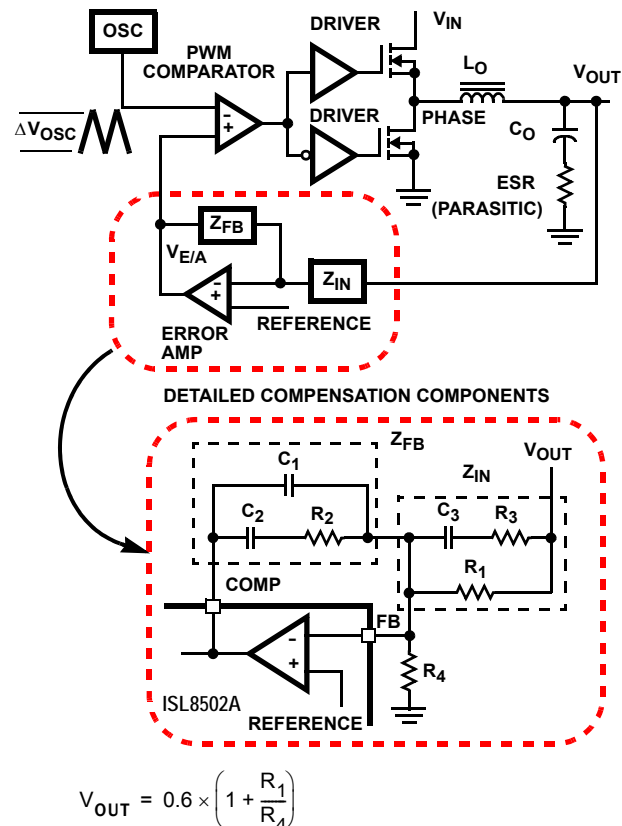 OSC
PWM
COMPARATOR
DRIVER
V_IN
L_O
V_OUT
ΔV_OSC
-
+
DRIVER
PHASE
C_O
ESR
(PARASITIC)
Z_FB
V_E/A
-
+
Z_IN
REFERENCE
ERROR
AMP
DETAILED COMPENSATION COMPONENTS
Z_FB
V_OUT
C_1
Z_IN
C_2
R_2
C_3
R_3
R_1
COMP
FB
-
+
R_4
ISL8502A
REFERENCE
V_OUT = 0.6 × (1 + R_1/R_4)